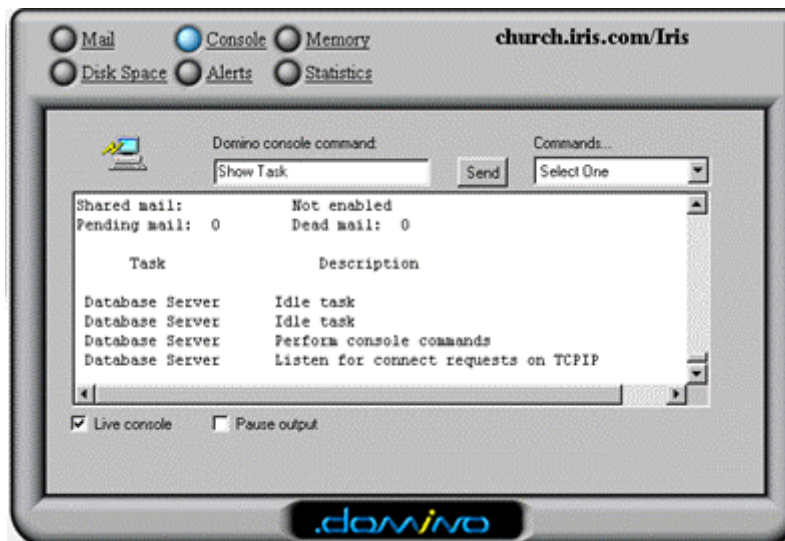 Mail Console Memory church.iris.com/Iris
Disk Space Alerts Statistics
Domino console command: Commands...
Show Task Send Select One
Shared mail: Not enabled
Pending mail: 0 Dead mail: 0
Task Description
Database Server Idle task
Database Server Idle task
Database Server Perform console commands
Database Server Listen for connect requests on TCPIP
Live console Pause output
.domino